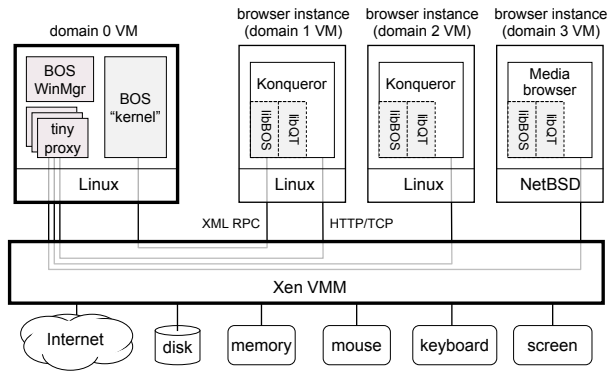 domain 0 VM
browser instance
(domain 1 VM)
browser instance
(domain 2 VM)
browser instance
(domain 3 VM)
BOS
WinMgr
tiny
proxy
BOS
“kernel”
Linux
Konqueror
libBOS
libQT
Linux
Konqueror
libBOS
libQT
Linux
Media
browser
libBOS
libQT
NetBSD
XML RPC
HTTP/TCP
Xen VMM
Internet
disk
memory
mouse
keyboard
screen